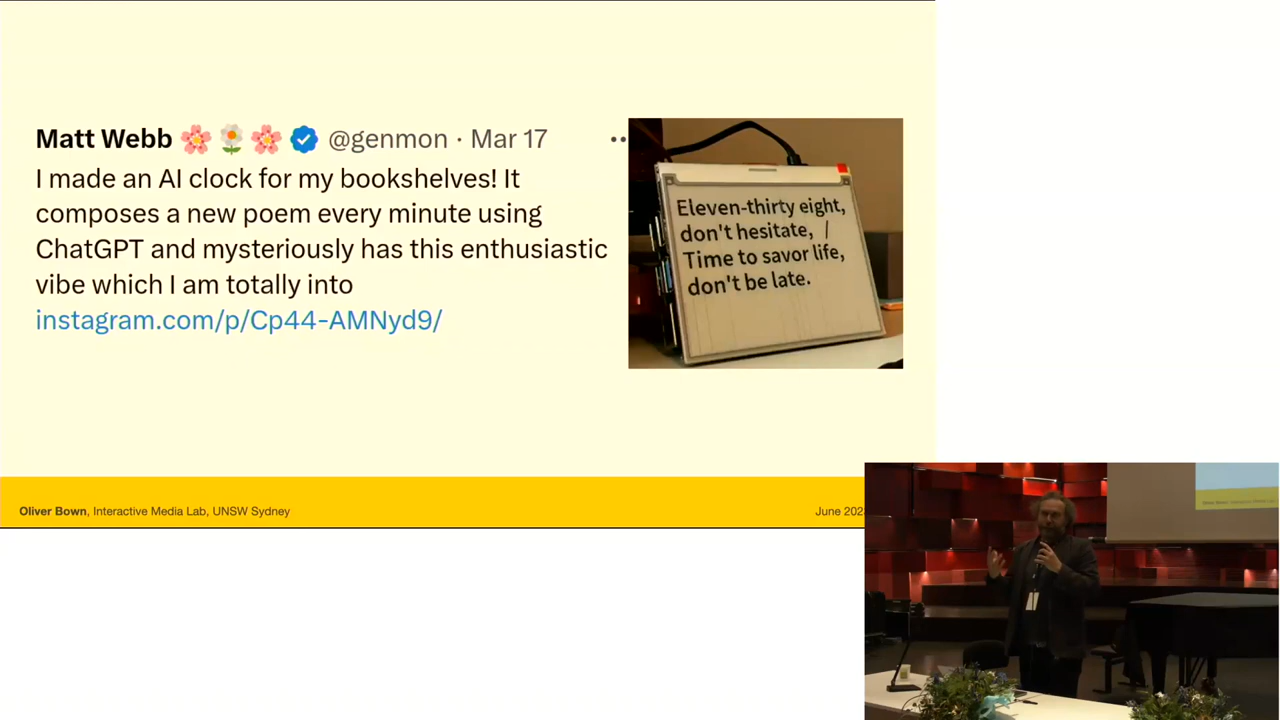 Matt Webb 🌸 🌼 🌸 @genmon · Mar 17
I made an AI clock for my bookshelves! It
composes a new poem every minute using
ChatGPT and mysteriously has this enthusiastic
vibe which I am totally into
instagram.com/p/Cp44-AMNyd9/
Eleven-thirty eight,
don't hesitate, /
Time to savor life,
don't be late.
Oliver Bown, Interactive Media Lab, UNSW Sydney
June